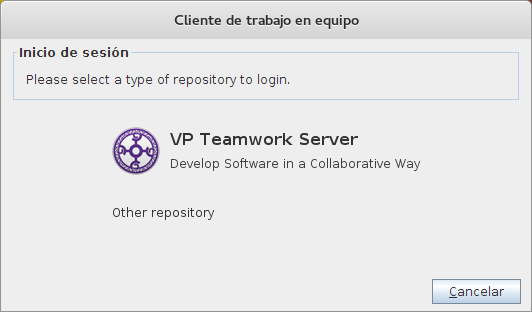 Cliente de trabajo en equipo
Inicio de sesión
Please select a type of repository to login.
VP Teamwork Server
Develop Software in a Collaborative Way
Other repository
Cancelar